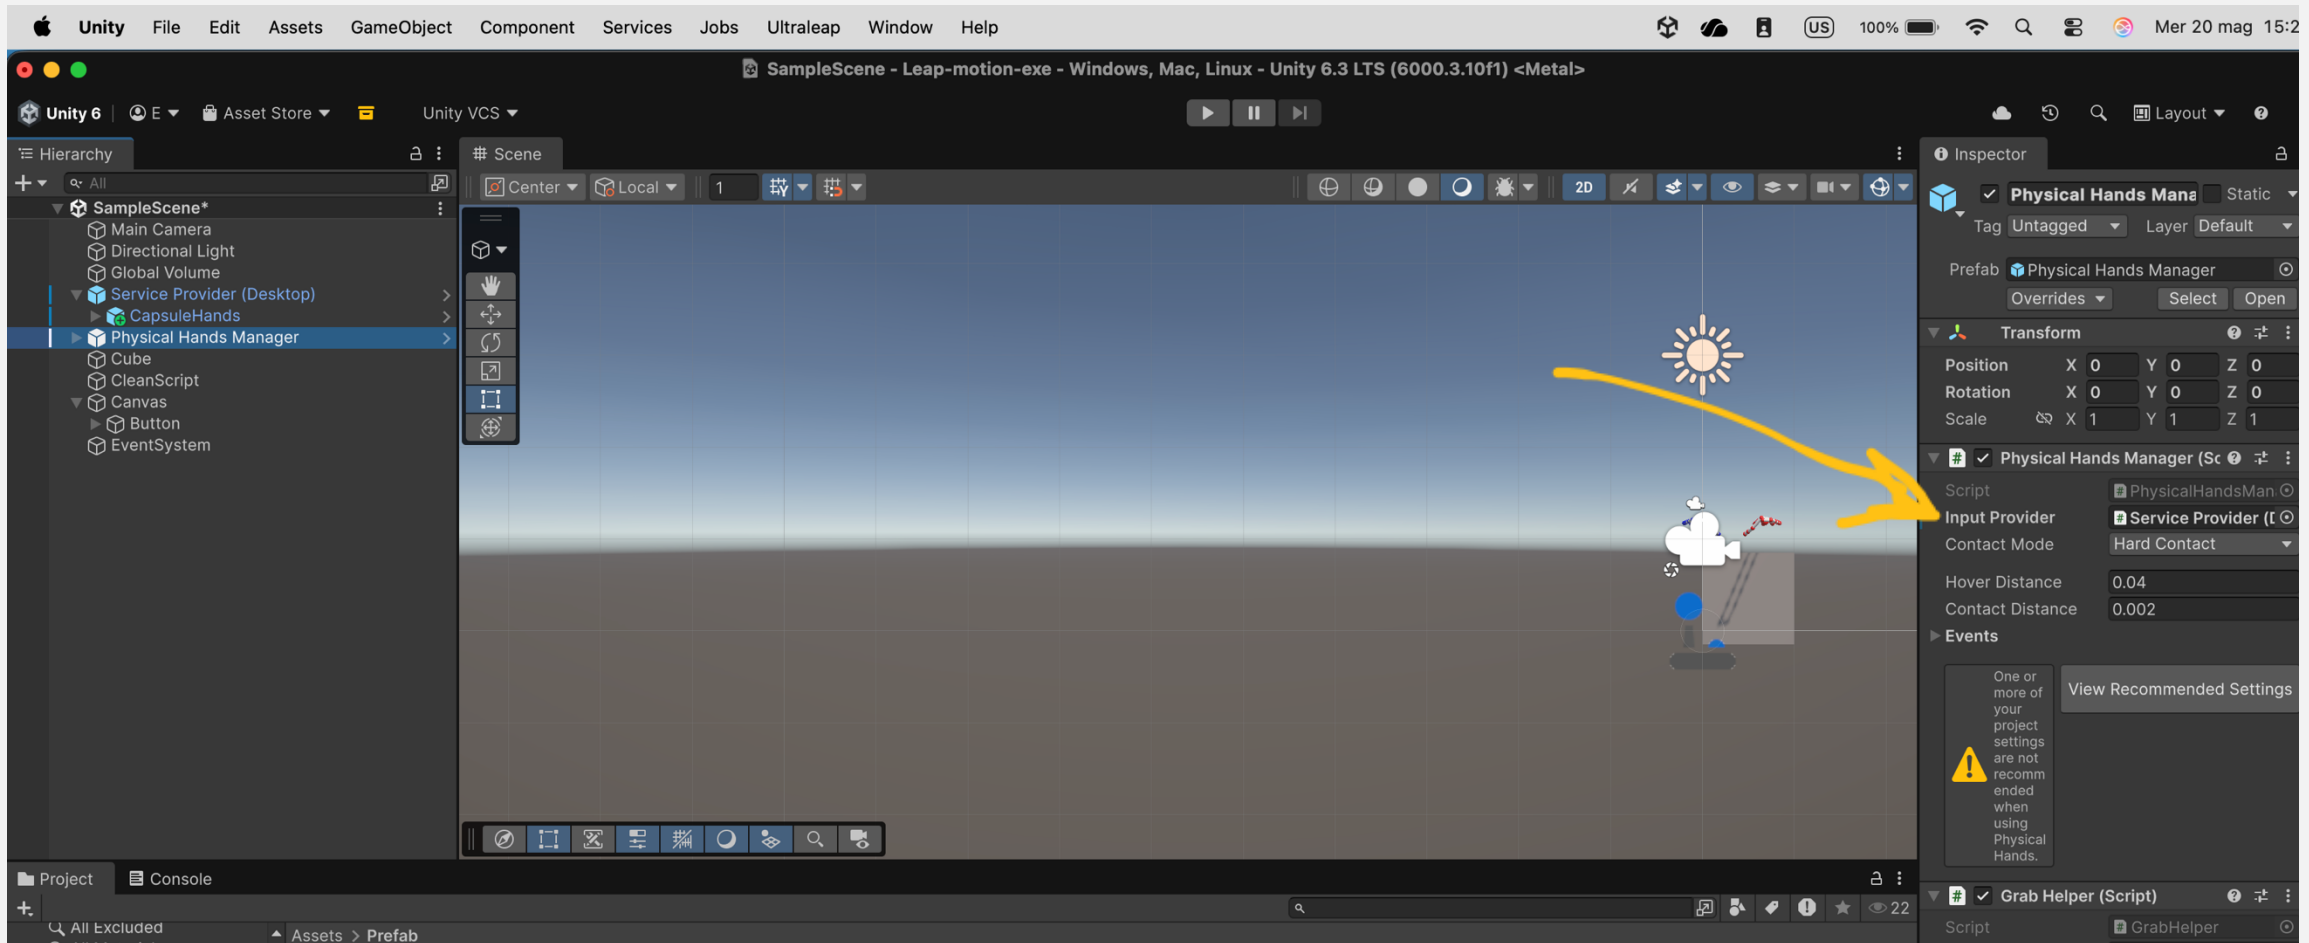 Unity File Edit Assets GameObject Component Services Jobs Ultraleap Window Help US 100% Mer 20 mag 15:2
SampleScene - Leap-motion-exe - Windows, Mac, Linux - Unity 6.3 LTS (6000.3.10f1) <Metal>
Unity 6 E Asset Store Unity VCS Layout
Hierarchy
All
SampleScene*
Main Camera
Directional Light
Global Volume
Service Provider (Desktop)
CapsuleHands
Physical Hands Manager
Cube
CleanScript
Canvas
Button
EventSystem
Scene
Center Local 1 2D
Inspector
Physical Hands Mana Static
Tag Untagged Layer Default
Prefab Physical Hands Manager
Overrides Select Open
Transform
Position X 0 Y 0 Z 0
Rotation X 0 Y 0 Z 0
Scale X 1 Y 1 Z 1
Physical Hands Manager (Sc
Script PhysicalHandsMan
Input Provider Service Provider (D
Contact Mode Hard Contact
Hover Distance 0.04
Contact Distance 0.002
Events
One or
more of
your
project
settings
are not
recomm
ended
when
using
Physical
Hands.
View Recommended Settings
Grab Helper (Script)
Script GrabHelper
Project Console
22
All Excluded
Assets > Prefab